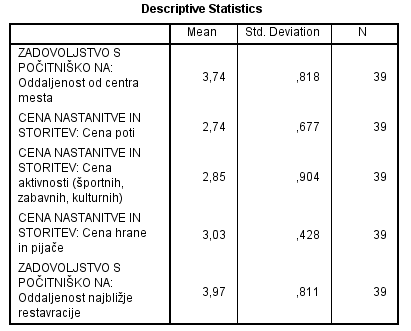 Descriptive Statistics
Mean Std. Deviation N
ZADOVOLJSTVO S
POČITNIŠKO NA:
Oddaljenost od centra
mesta
3,74 ,818 39
CENA NASTANITVE IN
STORITEV: Cena poti
2,74 ,677 39
CENA NASTANITVE IN
STORITEV: Cena
aktivnosti (športnih,
zabavnih, kulturnih)
2,85 ,904 39
CENA NASTANITVE IN
STORITEV: Cena hrane
in pijače
3,03 ,428 39
ZADOVOLJSTVO S
POČITNIŠKO NA:
Oddaljenost najbližje
restavracije
3,97 ,811 39